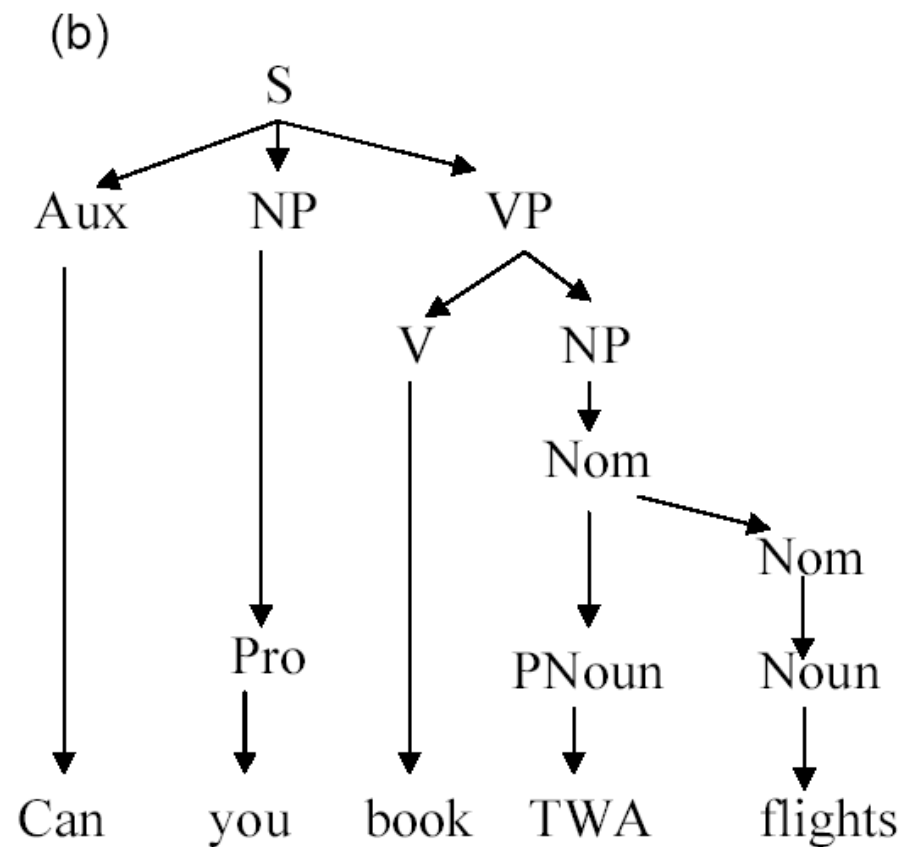 (b)
S
Aux NP VP
V NP
Nom
Nom
Pro PNoun Noun
Can you book TWA flights